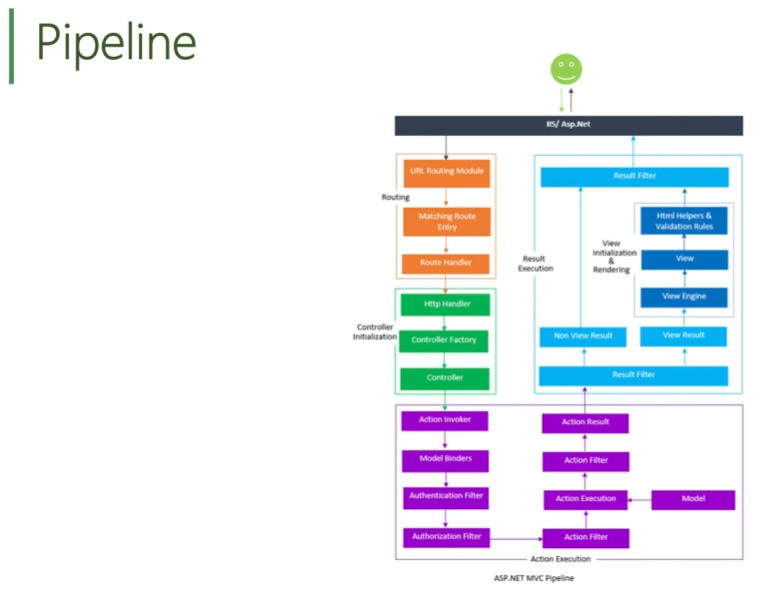 Pipeline
IIS/ Asp.Net
URL Routing Module
Routing
Matching Route
Entry
Route Handler
Http Handler
Controller
Initialization
Controller Factory
Controller
Action Invoker
Model Binders
Authentication Filter
Authorization Filter
Action Filter
Action Execution
Model
Action Filter
Action Result
Action Execution
Result Filter
Non View Result
View Result
View Engine
View
Html Helpers &
Validation Rules
View
Initialization
&
Rendering
Result
Execution
Result Filter
ASP.NET MVC Pipeline